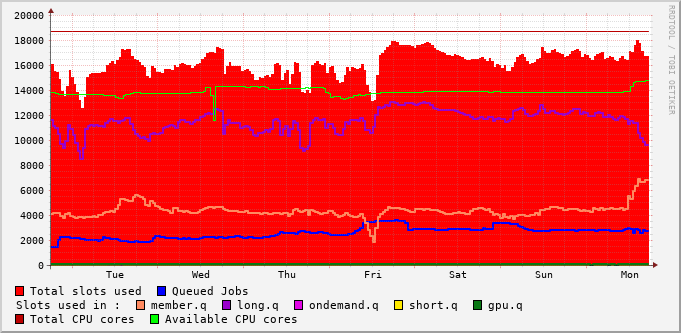 20000
18000
16000
14000
12000
10000
8000
6000
4000
2000
0
Tue Wed Thu Fri Sat Sun Mon
Total slots used Queued Jobs
Slots used in : member.q long.q ondemand.q short.q gpu.q
Total CPU cores Available CPU cores
RRDTOOL / TOBI OETIKER